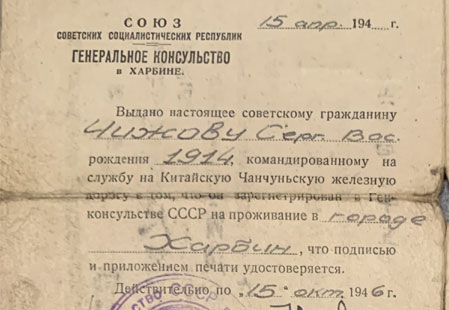 СОЮЗ
СОВЕТСКИХ СОЦИАЛИСТИЧЕСКИХ РЕСПУБЛИК
ГЕНЕРАЛЬНОЕ КОНСУЛЬСТВО
в ХАРБИНЕ.
15 апр. 194 г.
Выдано настоящее советскому гражданину
Чижову Серг. Вас.
рождения 1914, командированному на
службу на Китайскую Чанчуньскую железную
дорогу в том, что он зарегистрирован в Ген-
консульстве СССР на проживание в городе
Харбин, что подписью
и приложением печати удостоверяется.
Действительно по „15" окт. 1946 г.
СТВО СССР